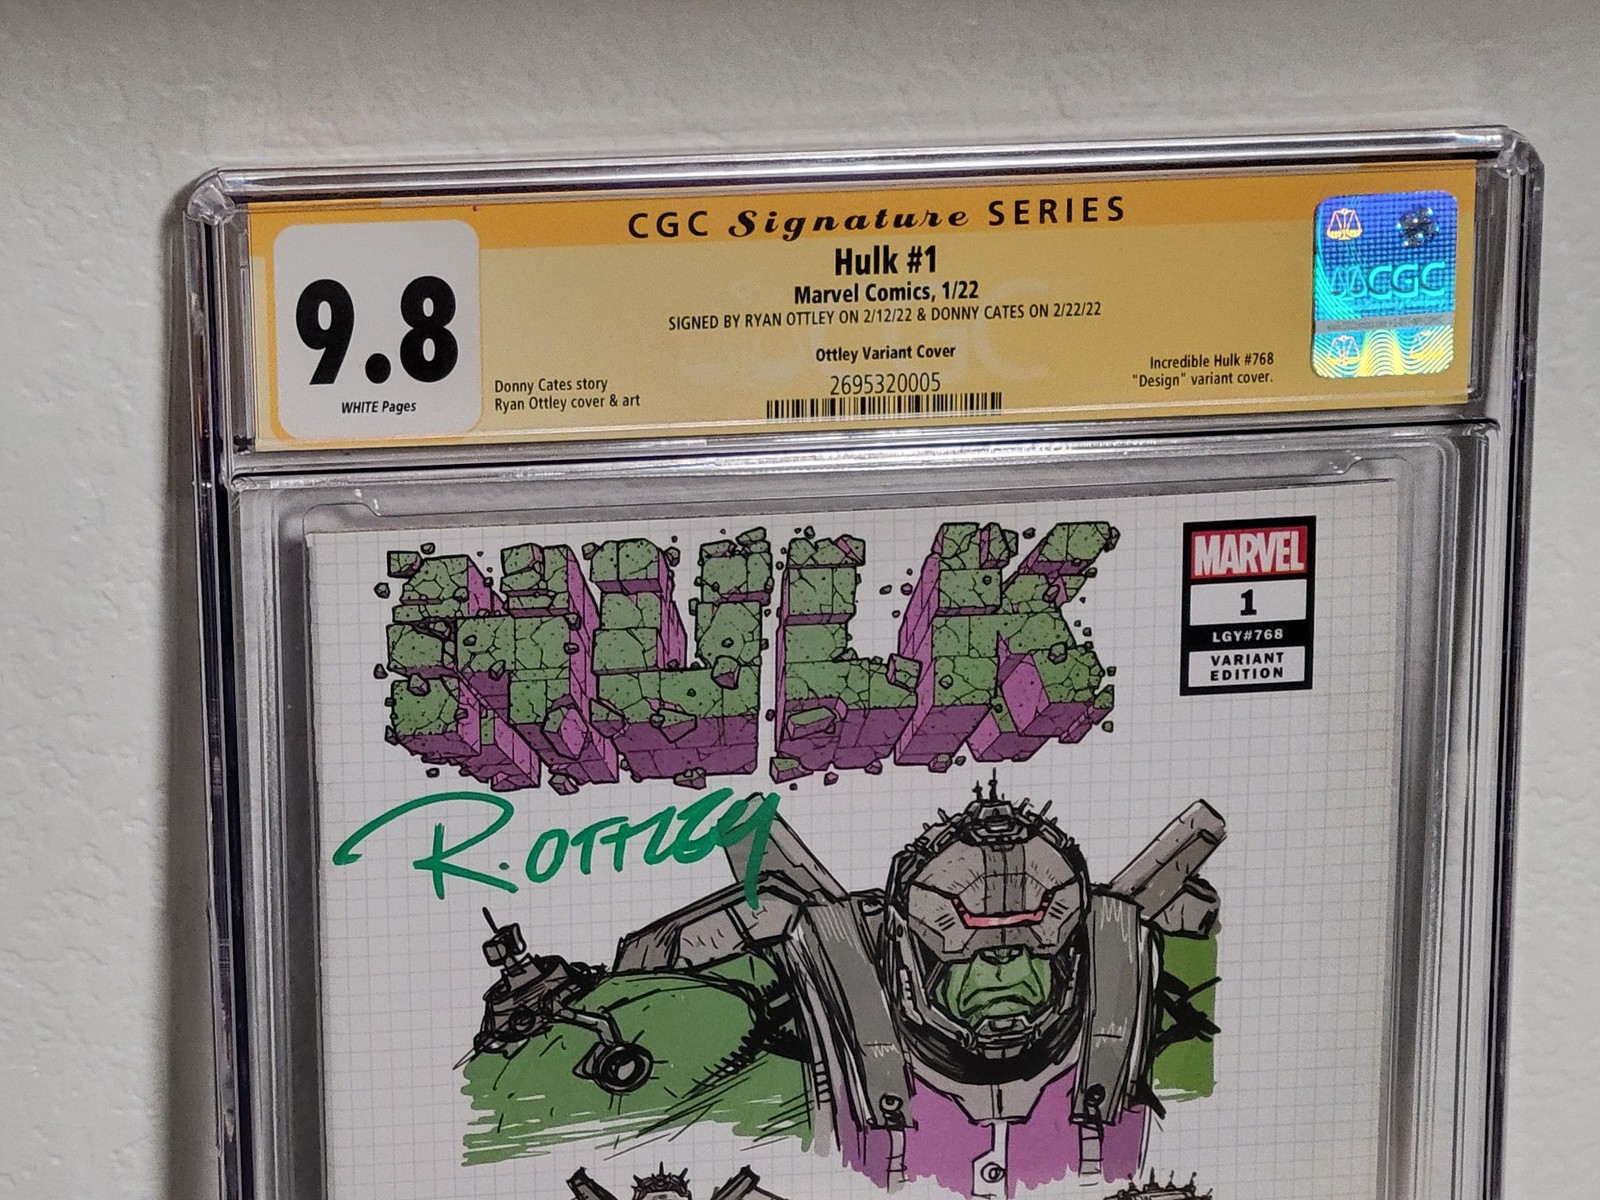 CGC Signature SERIES
9.8
WHITE Pages
Hulk #1
Marvel Comics, 1/22
SIGNED BY RYAN OTTLEY ON 2/12/22 & DONNY CATES ON 2/22/22
Ottley Variant Cover
2695320005
Donny Cates story
Ryan Ottley cover & art
Incredible Hulk #768
"Design" variant cover.
CGC
HULK
MARVEL
1
LGY#768
VARIANT
EDITION
R. OTTLEY